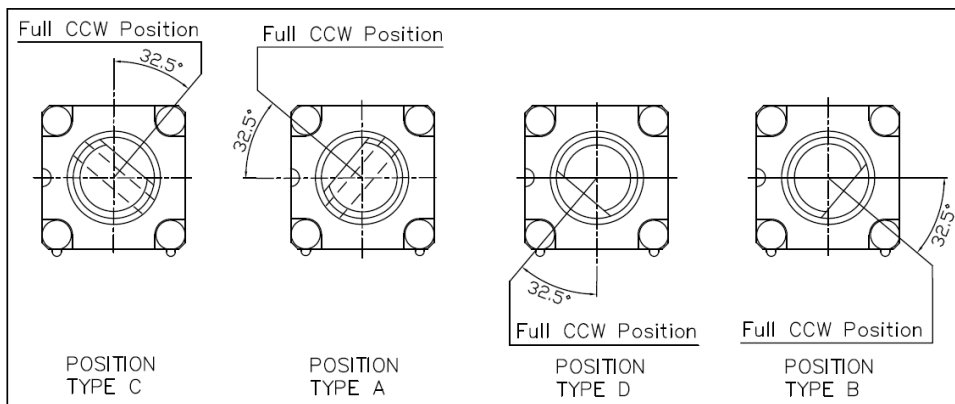 Full CCW Position
32.5°
POSITION
TYPE C
Full CCW Position
32.5°
POSITION
TYPE A
32.5°
Full CCW Position
POSITION
TYPE D
32.5°
Full CCW Position
POSITION
TYPE B